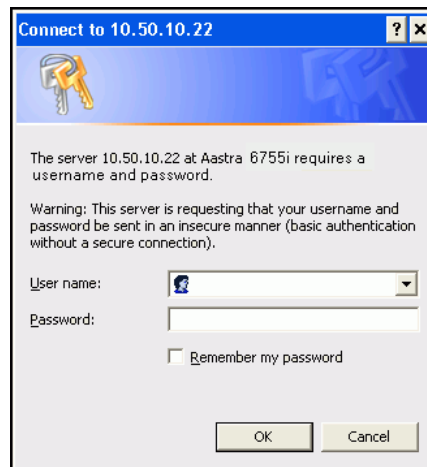 Connect to 10.50.10.22
The server 10.50.10.22 at Aastra 6755i requires a
username and password.
Warning: This server is requesting that your username and
password be sent in an insecure manner (basic authentication
without a secure connection).
User name:
Password:
Remember my password
OK
Cancel